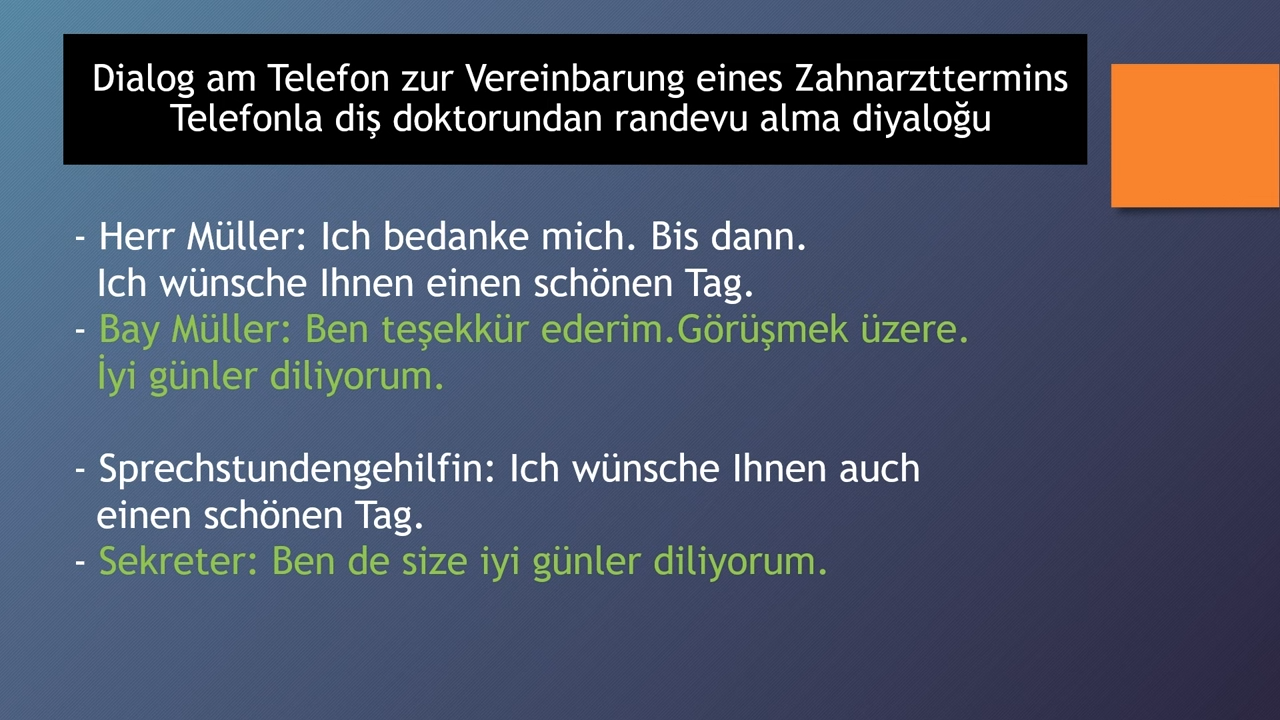 Dialog am Telefon zur Vereinbarung eines Zahnarzttermins
Telefonla diş doktorundan randevu alma diyaloğu
- Herr Müller: Ich bedanke mich. Bis dann.
Ich wünsche Ihnen einen schönen Tag.
- Bay Müller: Ben teşekkür ederim.Görüşmek üzere.
İyi günler diliyorum.
- Sprechstundengehilfin: Ich wünsche Ihnen auch
einen schönen Tag.
- Sekreter: Ben de size iyi günler diliyorum.